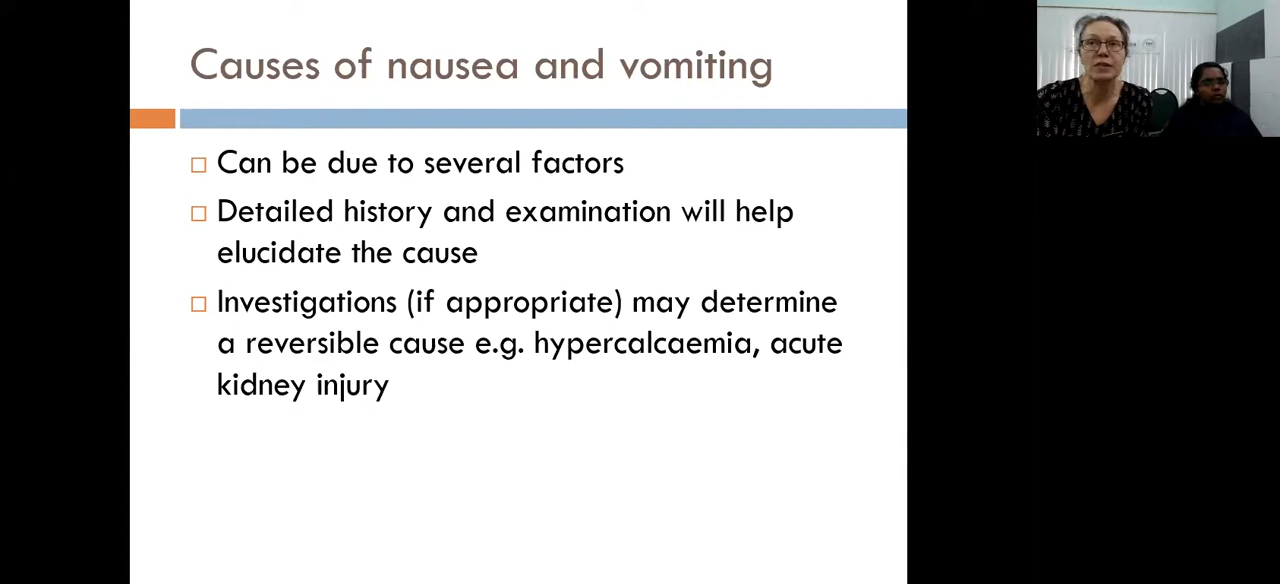 Causes of nausea and vomiting
Can be due to several factors
Detailed history and examination will help
elucidate the cause
Investigations (if appropriate) may determine
a reversible cause e.g. hypercalcaemia, acute
kidney injury